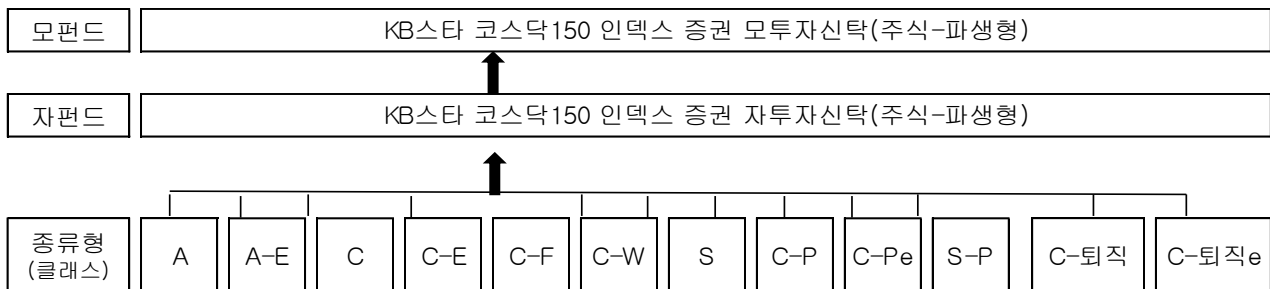 모펀드
KB스타 코스닥150 인덱스 증권 모투자신탁(주식-파생형)
자펀드
KB스타 코스닥150 인덱스 증권 자투자신탁(주식-파생형)
종류형
(클래스)
A
A-E
C
C-E
C-F
C-W
S
C-P
C-Pe
S-P
C-퇴직
C-퇴직e